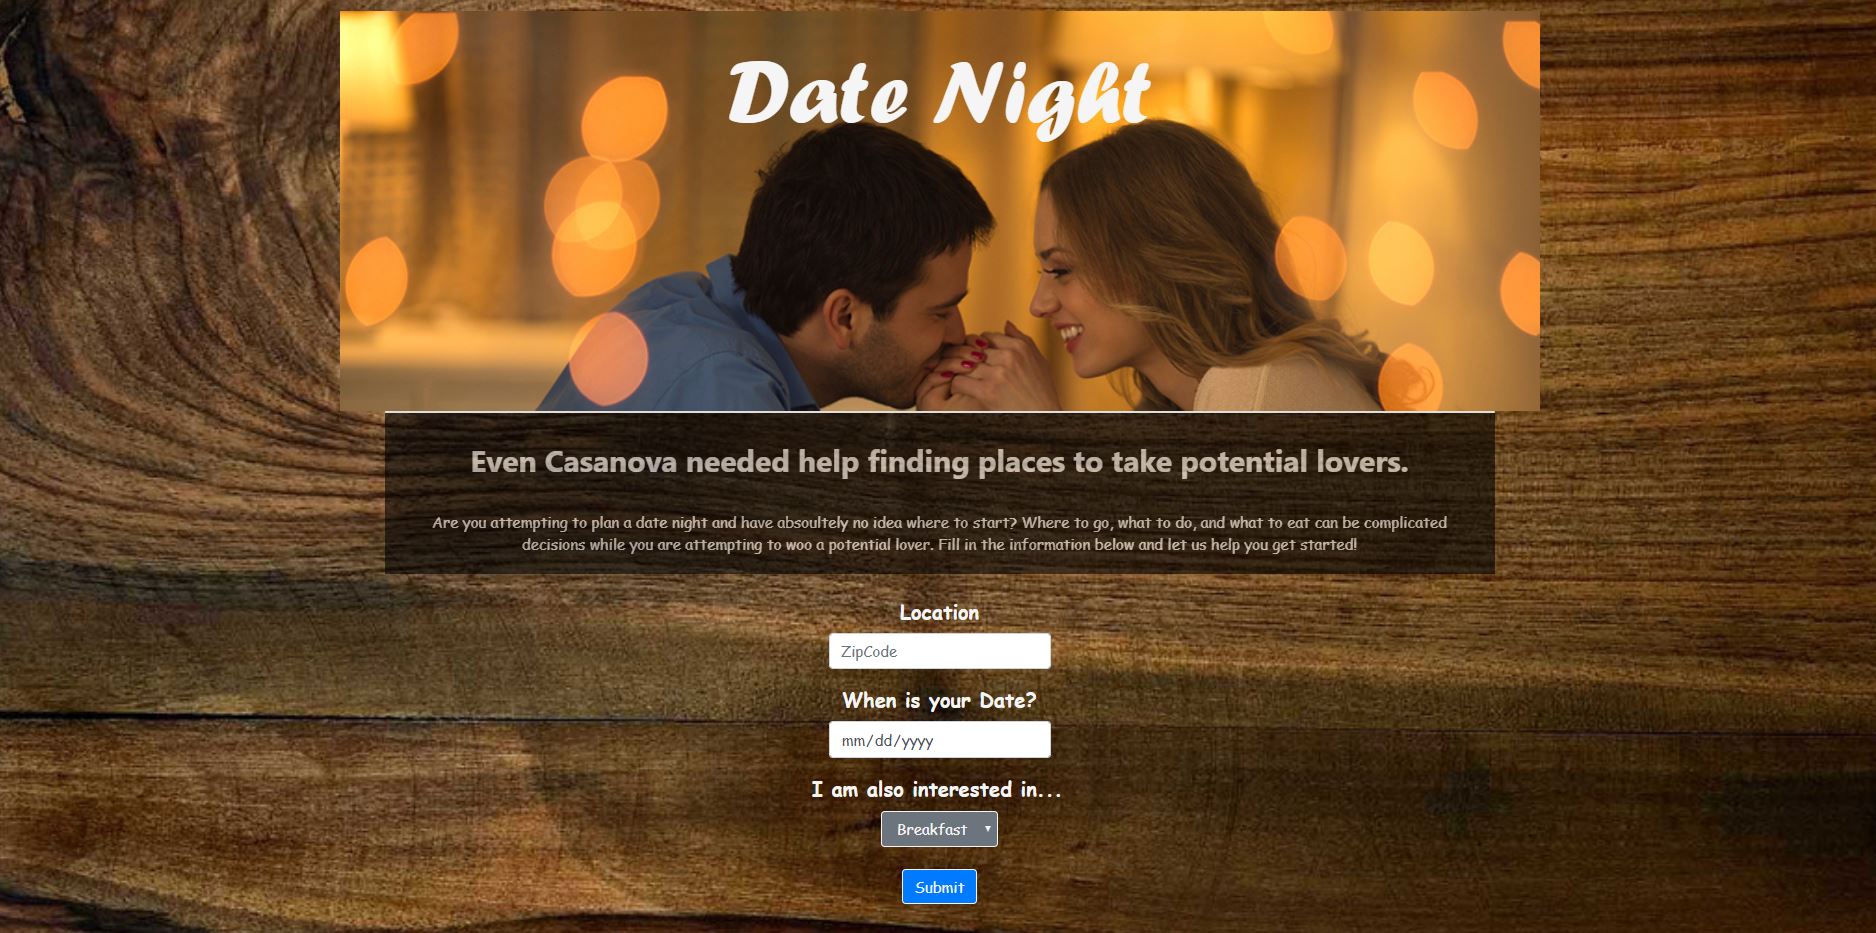 Date Night
Even Casanova needed help finding places to take potential lovers.
Are you attempting to plan a date night and have absoultely no idea where to start? Where to go, what to do, and what to eat can be complicated
decisions while you are attempting to woo a potential lover. Fill in the information below and let us help you get started!
Location
ZipCode
When is your Date?
mm/dd/yyyy
I am also interested in...
Breakfast
Submit